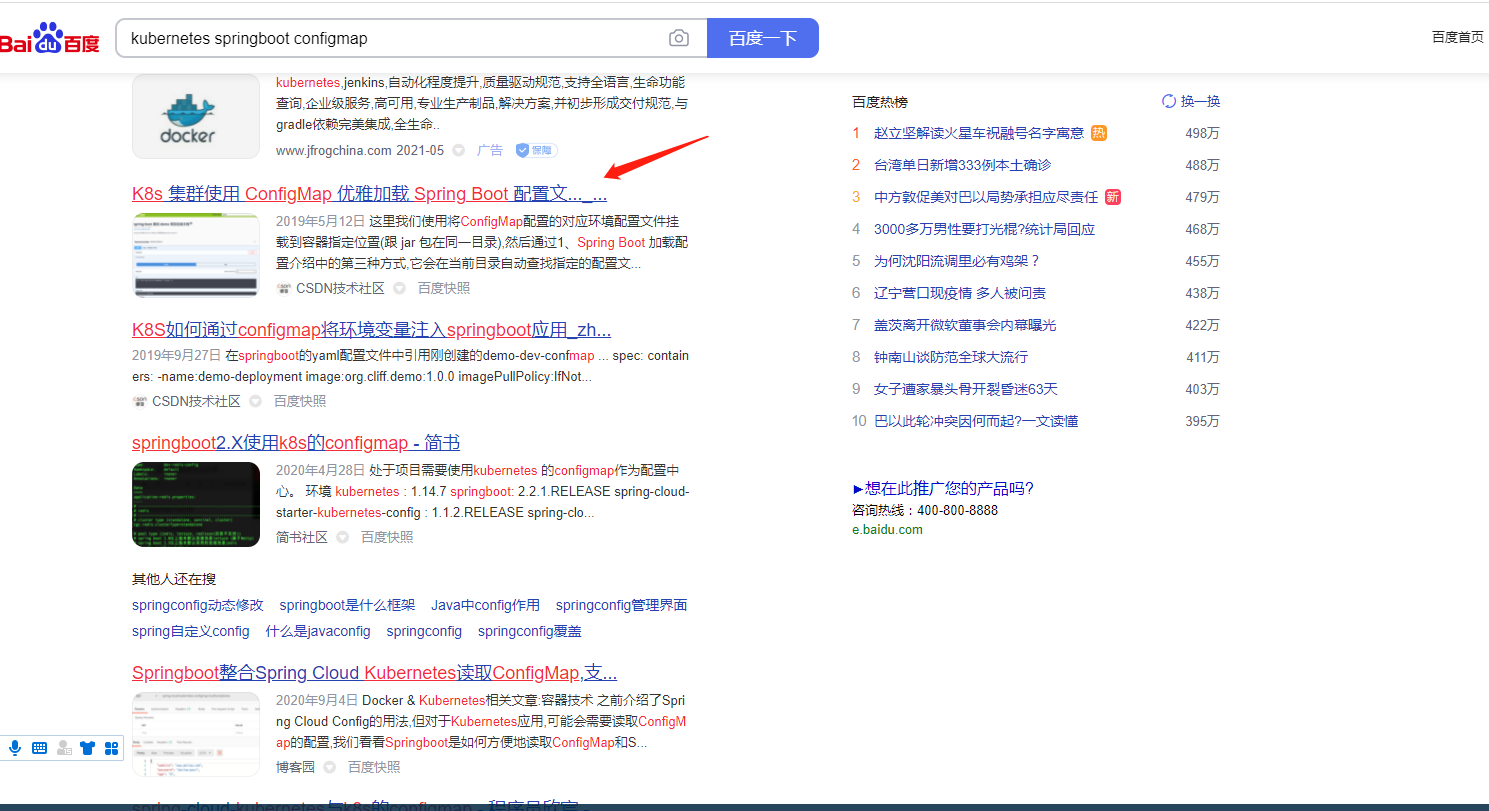 Bai du 百度
kubernetes springboot configmap
百度一下
百度首页
docker
kubernetes,jenkins,自动化程度提升,质量驱动规范,支持全语言,生命功能
查询,企业级服务,高可用,专业生产制品,解决方案,并初步形成交付规范,与
gradle依赖完美集成,全生命..
www.jfrogchina.com 2021-05 广告 保障
K8s 集群使用 ConfigMap 优雅加载 Spring Boot 配置文..._...
2019年5月12日 这里我们使用将ConfigMap配置的对应环境配置文件挂
载到容器指定位置(跟 jar 包在同一目录),然后通过1、Spring Boot 加载配
置介绍中的第三种方式,它会在当前目录自动查找指定的配置文...
CSDN技术社区 百度快照
K8S如何通过configmap将环境变量注入springboot应用_zh...
2019年9月27日 在springboot的yaml配置文件中引用刚创建的demo-dev-confmap ... spec: contain
ers: -name:demo-deployment image:org.cliff.demo:1.0.0 imagePullPolicy:IfNot...
CSDN技术社区 百度快照
springboot2.X使用k8s的configmap - 简书
2020年4月28日 处于项目需要使用kubernetes 的configmap作为配置中
心。 环境 kubernetes : 1.14.7 springboot: 2.2.1.RELEASE spring-cloud-
starter-kubernetes-config : 1.1.2.RELEASE spring-clo...
简书社区 百度快照
其他人还在搜
springconfig动态修改 springboot是什么框架 Java中config作用 springconfig管理界面
spring自定义config 什么是javaconfig springconfig springconfig覆盖
Springboot整合Spring Cloud Kubernetes读取ConfigMap,支...
2020年9月4日 Docker & Kubernetes相关文章:容器技术 之前介绍了Spri
ng Cloud Config的用法,但对于Kubernetes应用,可能会需要读取ConfigM
ap的配置,我们看看Springboot是如何方便地读取ConfigMap和S...
博客园 百度快照
spring-cloud-kubernetes与k8s的configmap - 程序员欣宸 -
百度热榜 换一换
1 赵立坚解读火星车祝融号名字寓意 热 498万
2 台湾单日新增333例本土确诊 488万
3 中方敦促美对巴以局势承担应尽责任 新 479万
4 3000多万男性要打光棍?统计局回应 468万
5 为何沈阳流调里必有鸡架？ 455万
6 辽宁营口现疫情 多人被问责 438万
7 盖茨离开微软董事会内幕曝光 422万
8 钟南山谈防范全球大流行 411万
9 女子遭家暴头骨开裂昏迷63天 403万
10 巴以此轮冲突因何而起?一文读懂 395万
►想在此推广您的产品吗?
咨询热线：400-800-8888
e.baidu.com